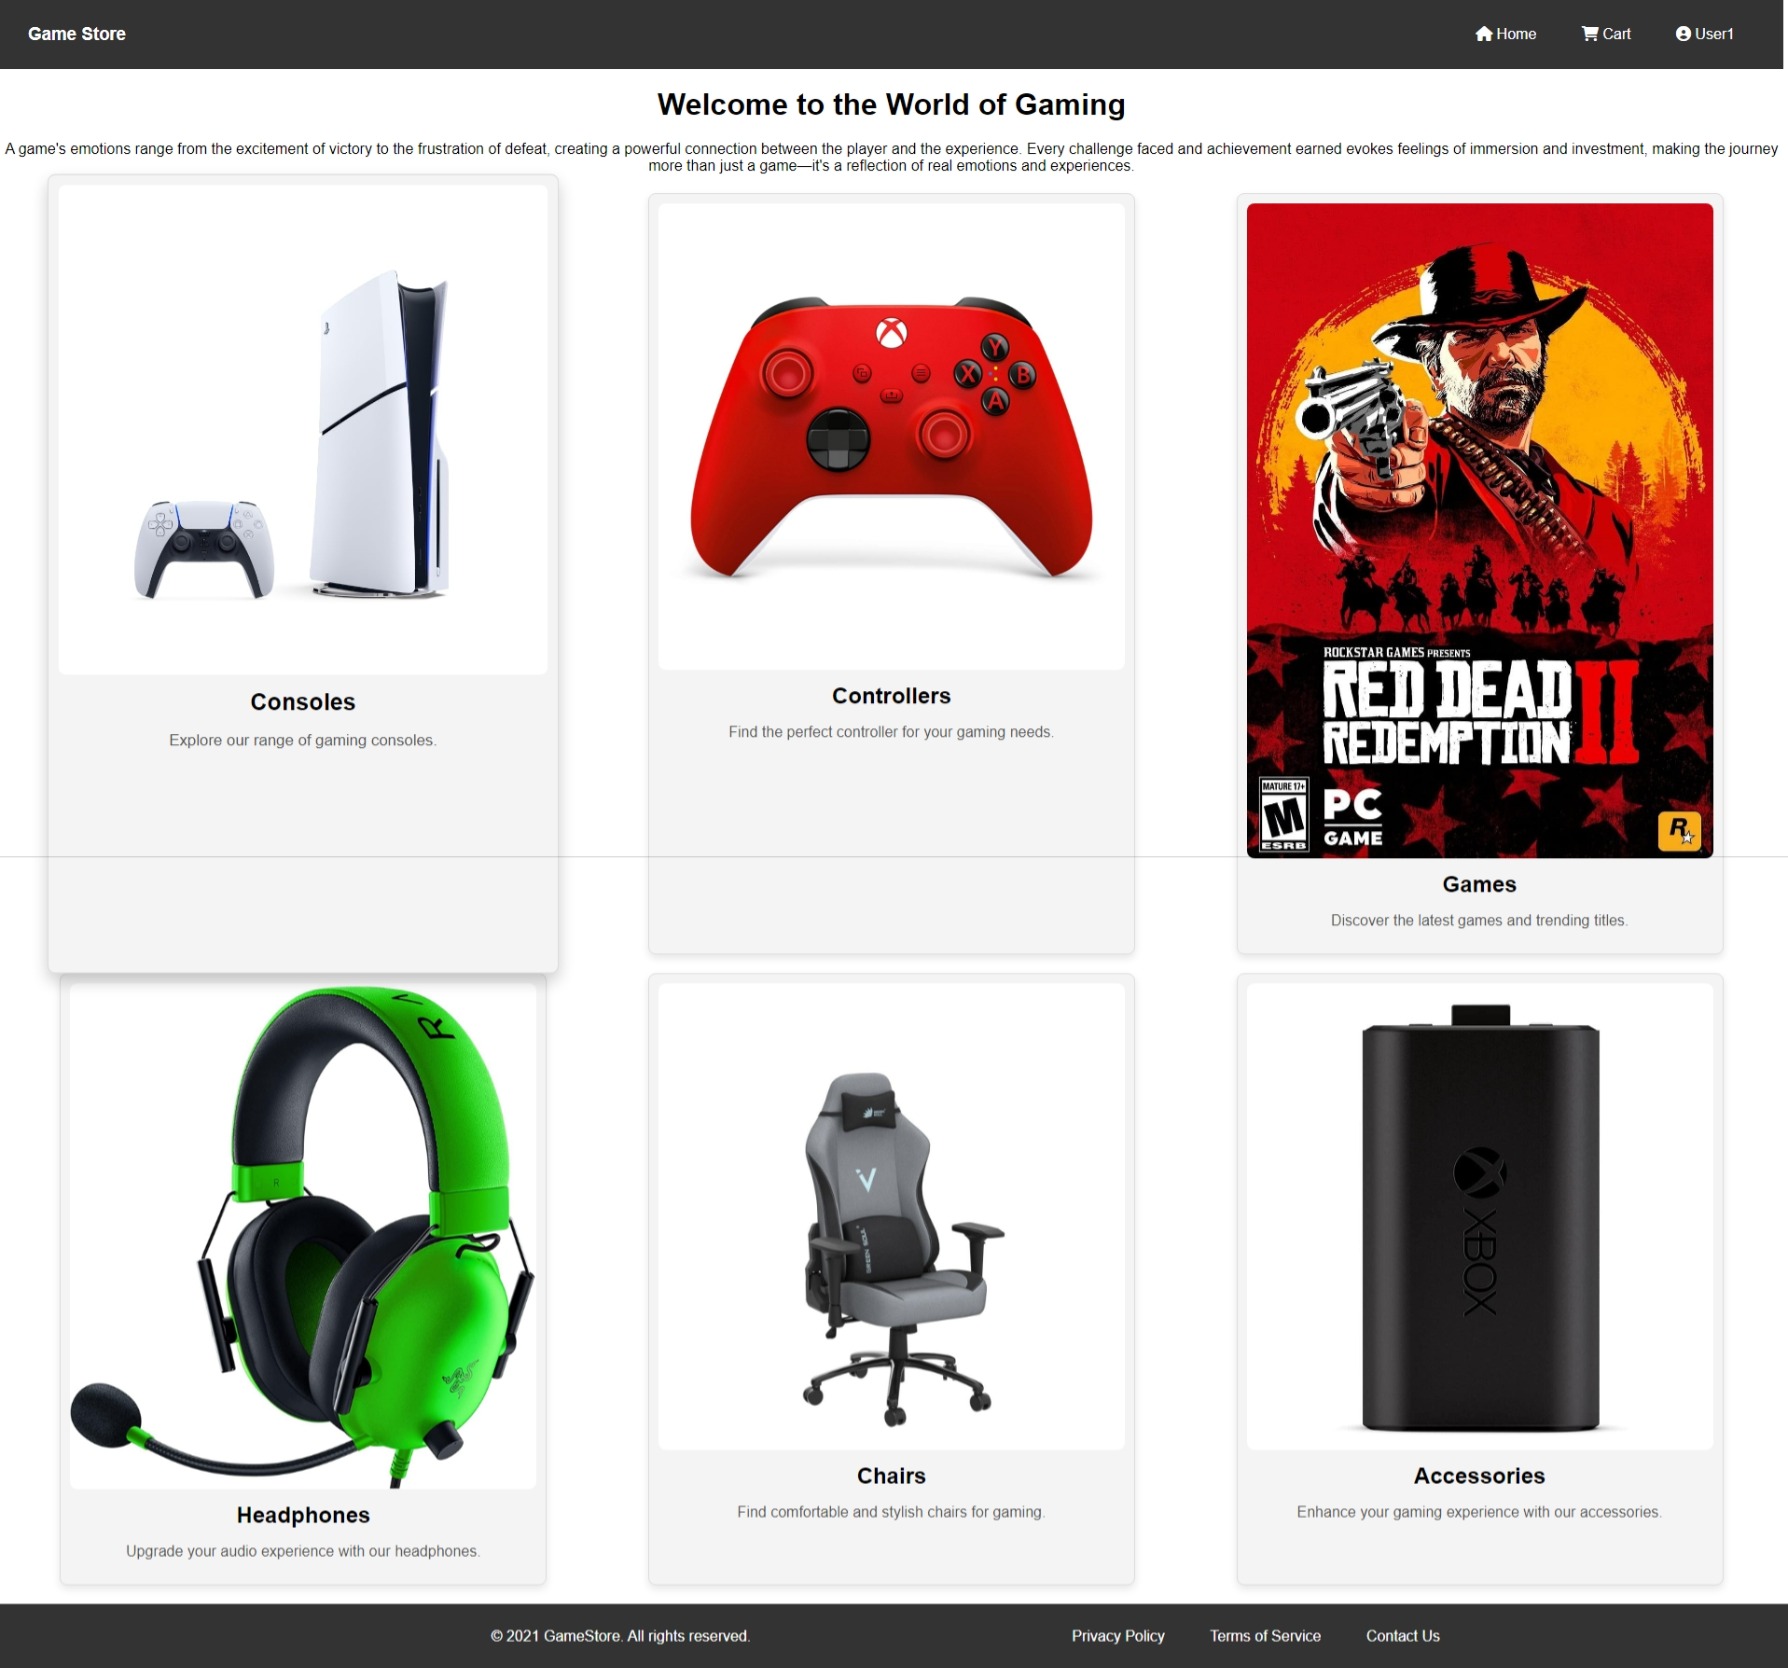 Game Store
Home
Cart
User1
Welcome to the World of Gaming
A game's emotions range from the excitement of victory to the frustration of defeat, creating a powerful connection between the player and the experience. Every challenge faced and achievement earned evokes feelings of immersion and investment, making the journey
more than just a game—it's a reflection of real emotions and experiences.
Consoles
Explore our range of gaming consoles.
Y
X
B
A
Controllers
Find the perfect controller for your gaming needs.
ROCKSTAR GAMES PRESENTS
RED DEAD
REDEMPTION II
MATURE 17+
M
ESRB
PC
GAME
R
Games
Discover the latest games and trending titles.
R
R
Headphones
Upgrade your audio experience with our headphones.
V
GREEN SOUL
Chairs
Find comfortable and stylish chairs for gaming.
XBOX
Accessories
Enhance your gaming experience with our accessories.
© 2021 GameStore. All rights reserved.
Privacy Policy
Terms of Service
Contact Us